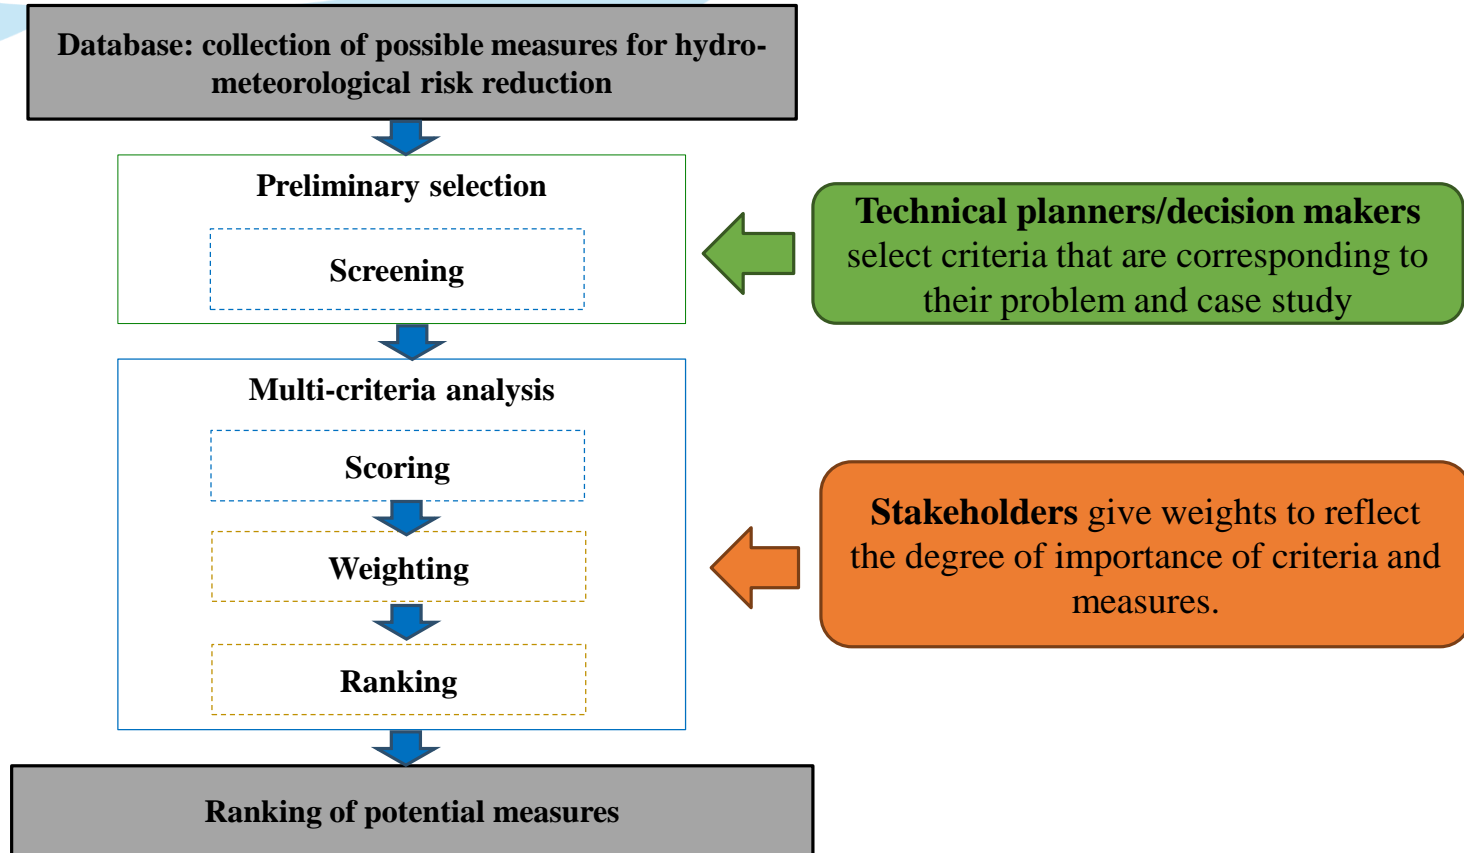 Database: collection of possible measures for hydro-
meteorological risk reduction
Preliminary selection
Screening
Technical planners/decision makers
select criteria that are corresponding to
their problem and case study
Multi-criteria analysis
Scoring
Weighting
Ranking
Stakeholders give weights to reflect
the degree of importance of criteria and
measures.
Ranking of potential measures